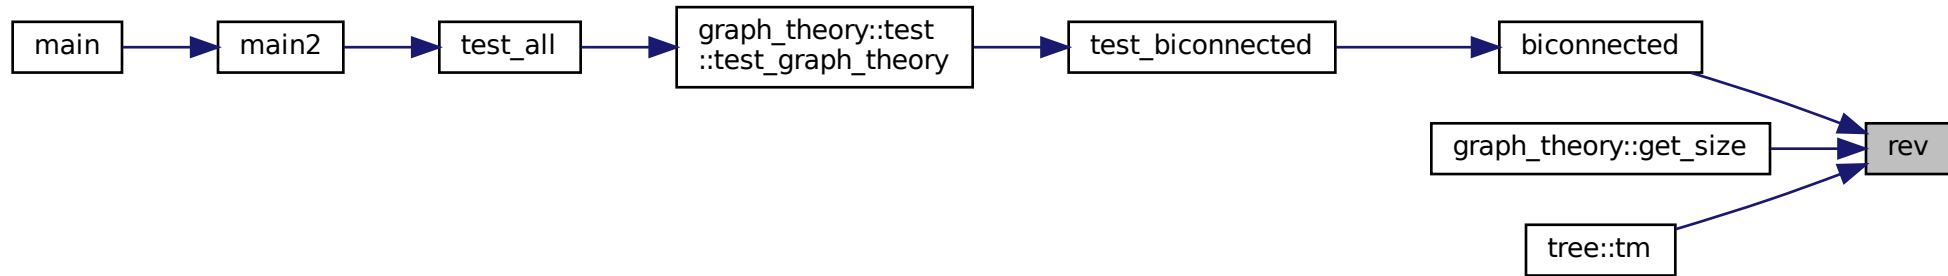 main
main2
test_all
graph_theory::test
::test_graph_theory
test_biconnected
biconnected
graph_theory::get_size
rev
tree::tm